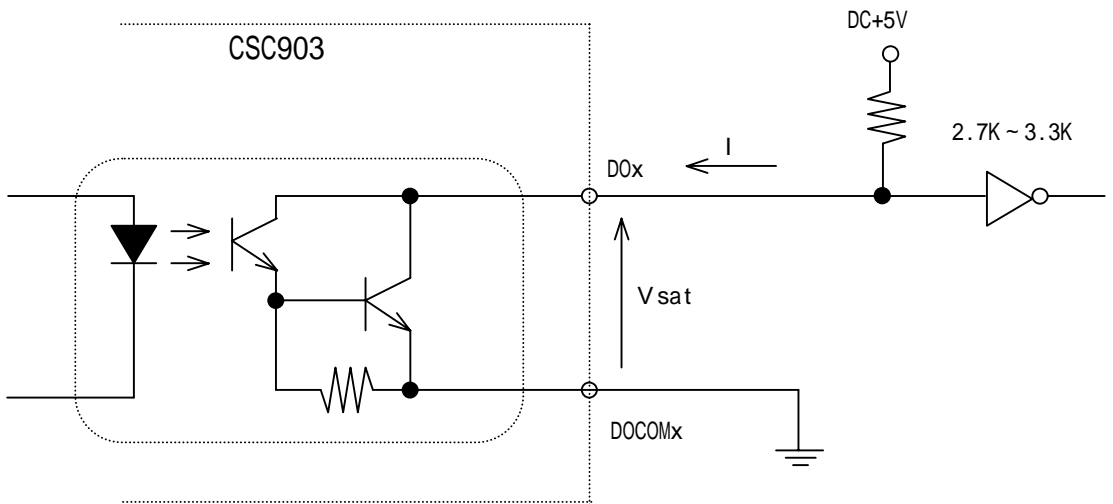 DC+5V
CSC903
2.7K~3.3K
I
DOx
Vsat
DOCOMx